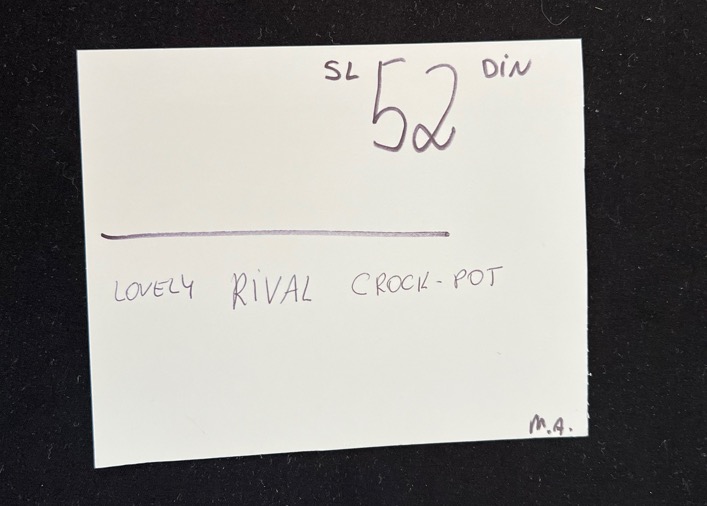 SL 52 DiN
LOVELY RiVAL CROCK-POT
M.A.